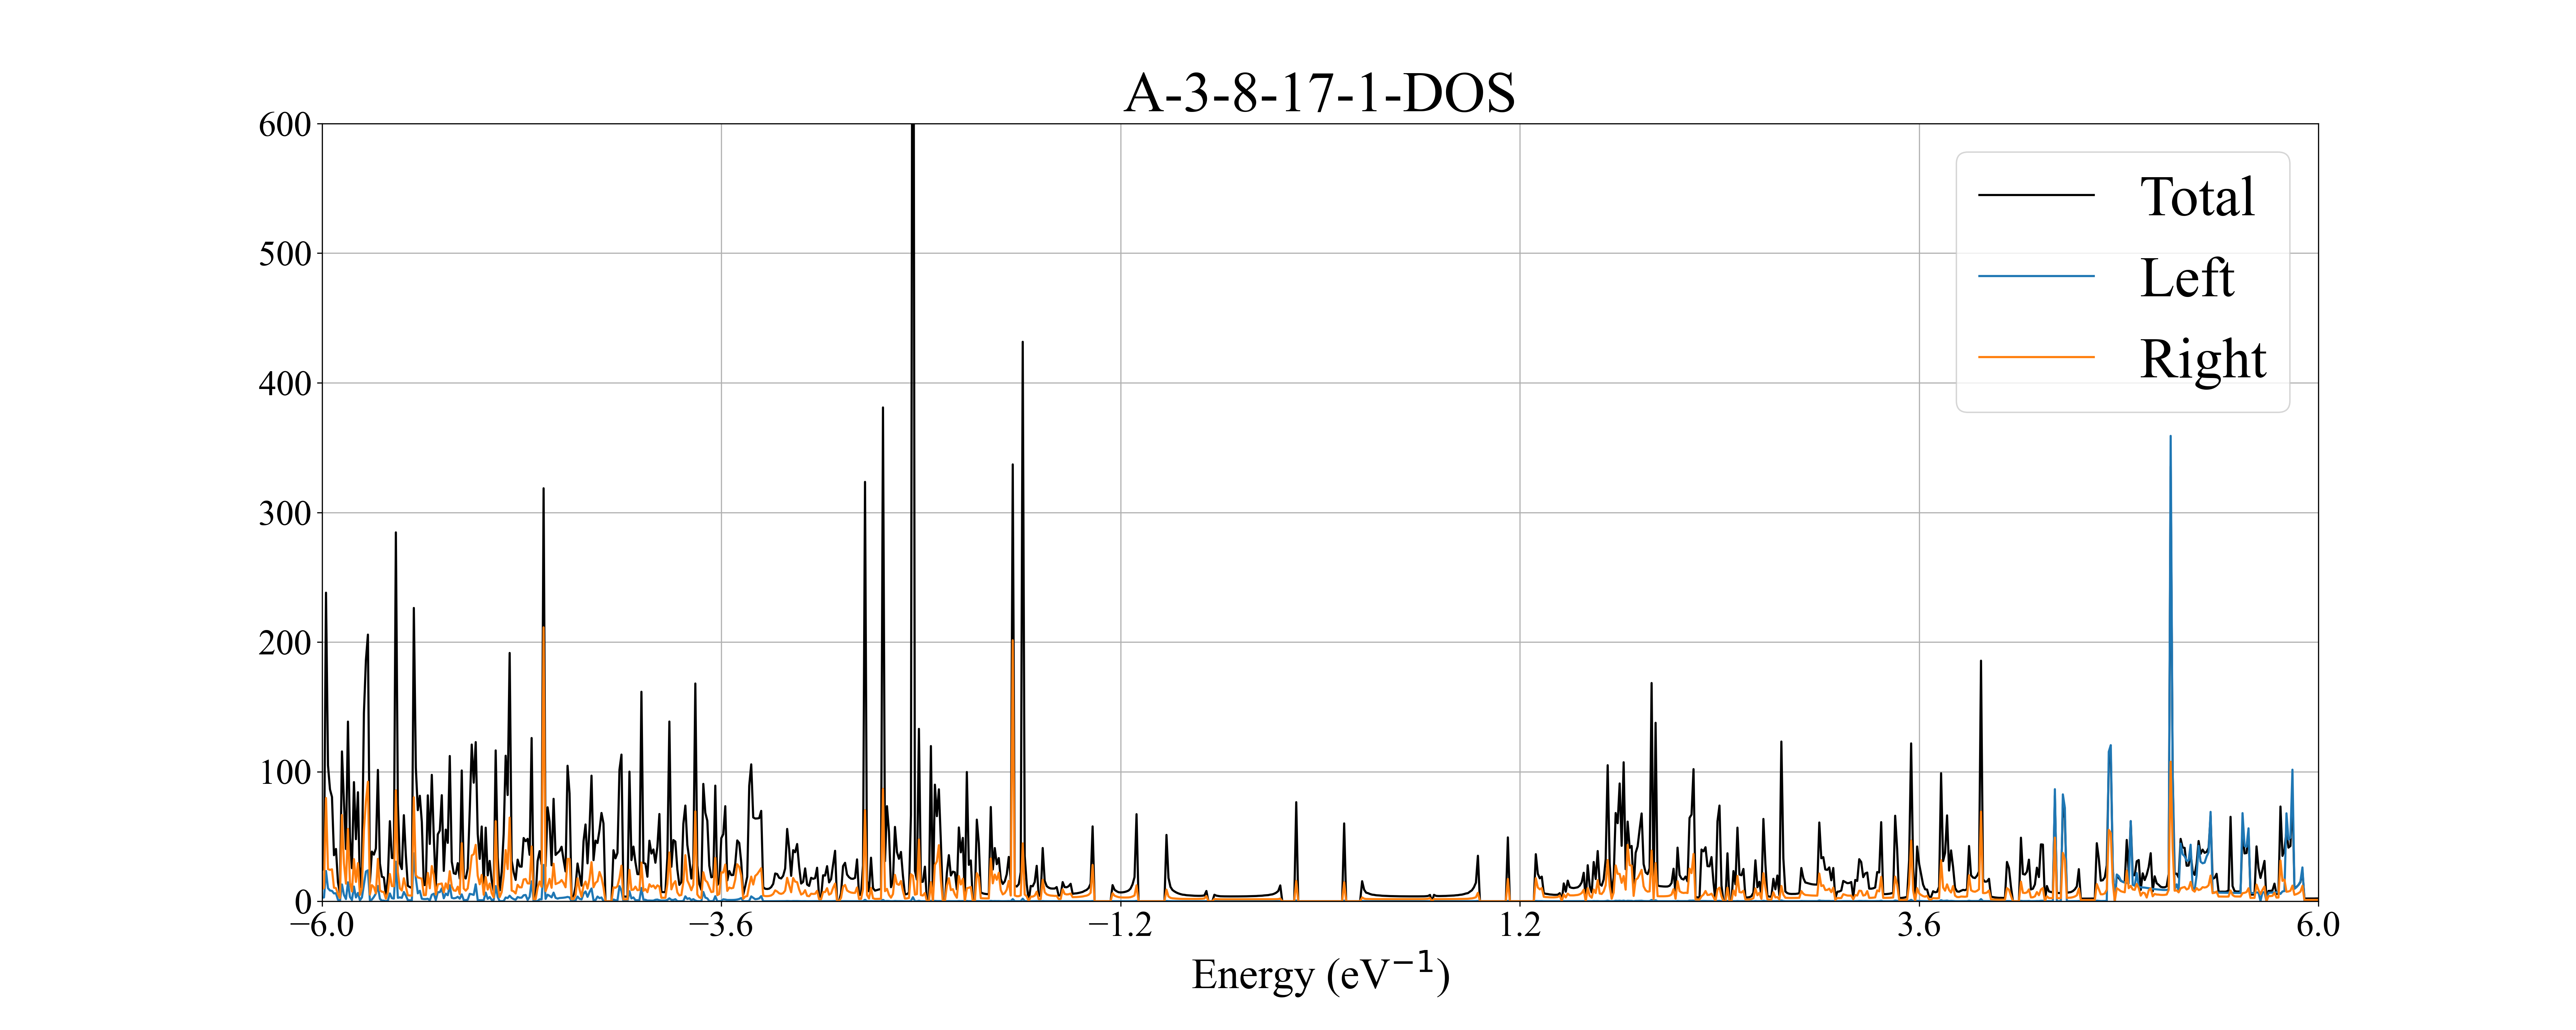 A-3-8-17-1-DOS
600
500
400
300
200
100
0
Total
Left
Right
−6.0 −3.6 −1.2 1.2 3.6 6.0
Energy (eV⁻¹)